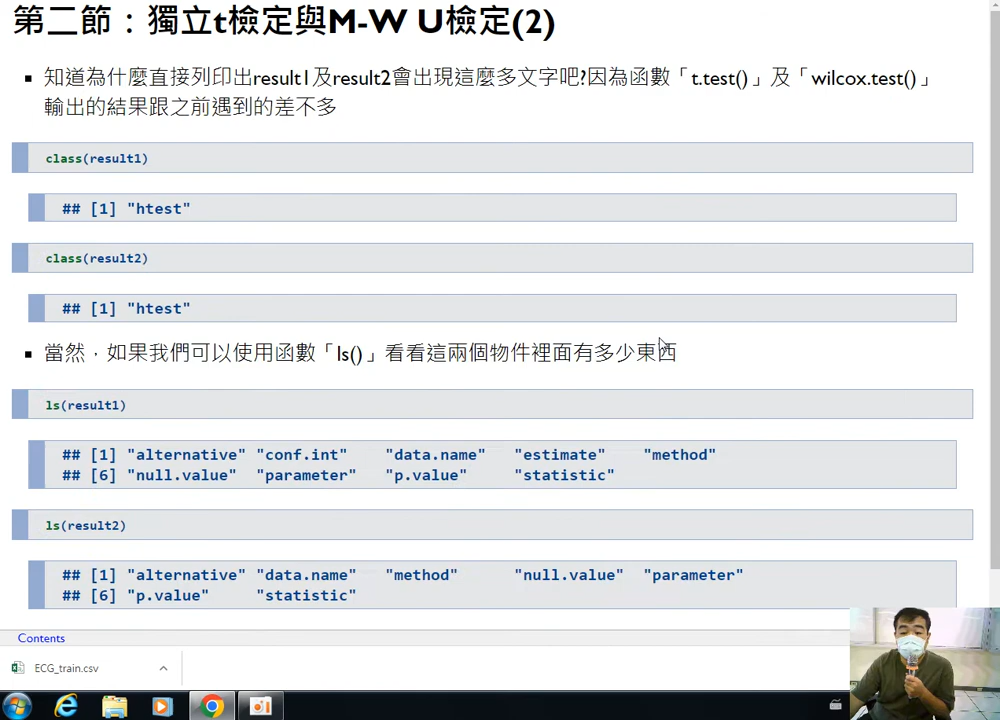 第二節：獨立t檢定與M-W U檢定(2)
▪ 知道為什麼直接列印出result1及result2會出現這麼多文字吧?因為函數「t.test()」及「wilcox.test()」
輸出的結果跟之前遇到的差不多
class(result1)
## [1] "htest"
class(result2)
## [1] "htest"
▪ 當然，如果我們可以使用函數「ls()」看看這兩個物件裡面有多少東西
ls(result1)
## [1] "alternative" "conf.int" "data.name" "estimate" "method"
## [6] "null.value" "parameter" "p.value" "statistic"
ls(result2)
## [1] "alternative" "data.name" "method" "null.value" "parameter"
## [6] "p.value" "statistic"
Contents
ECG_train.csv